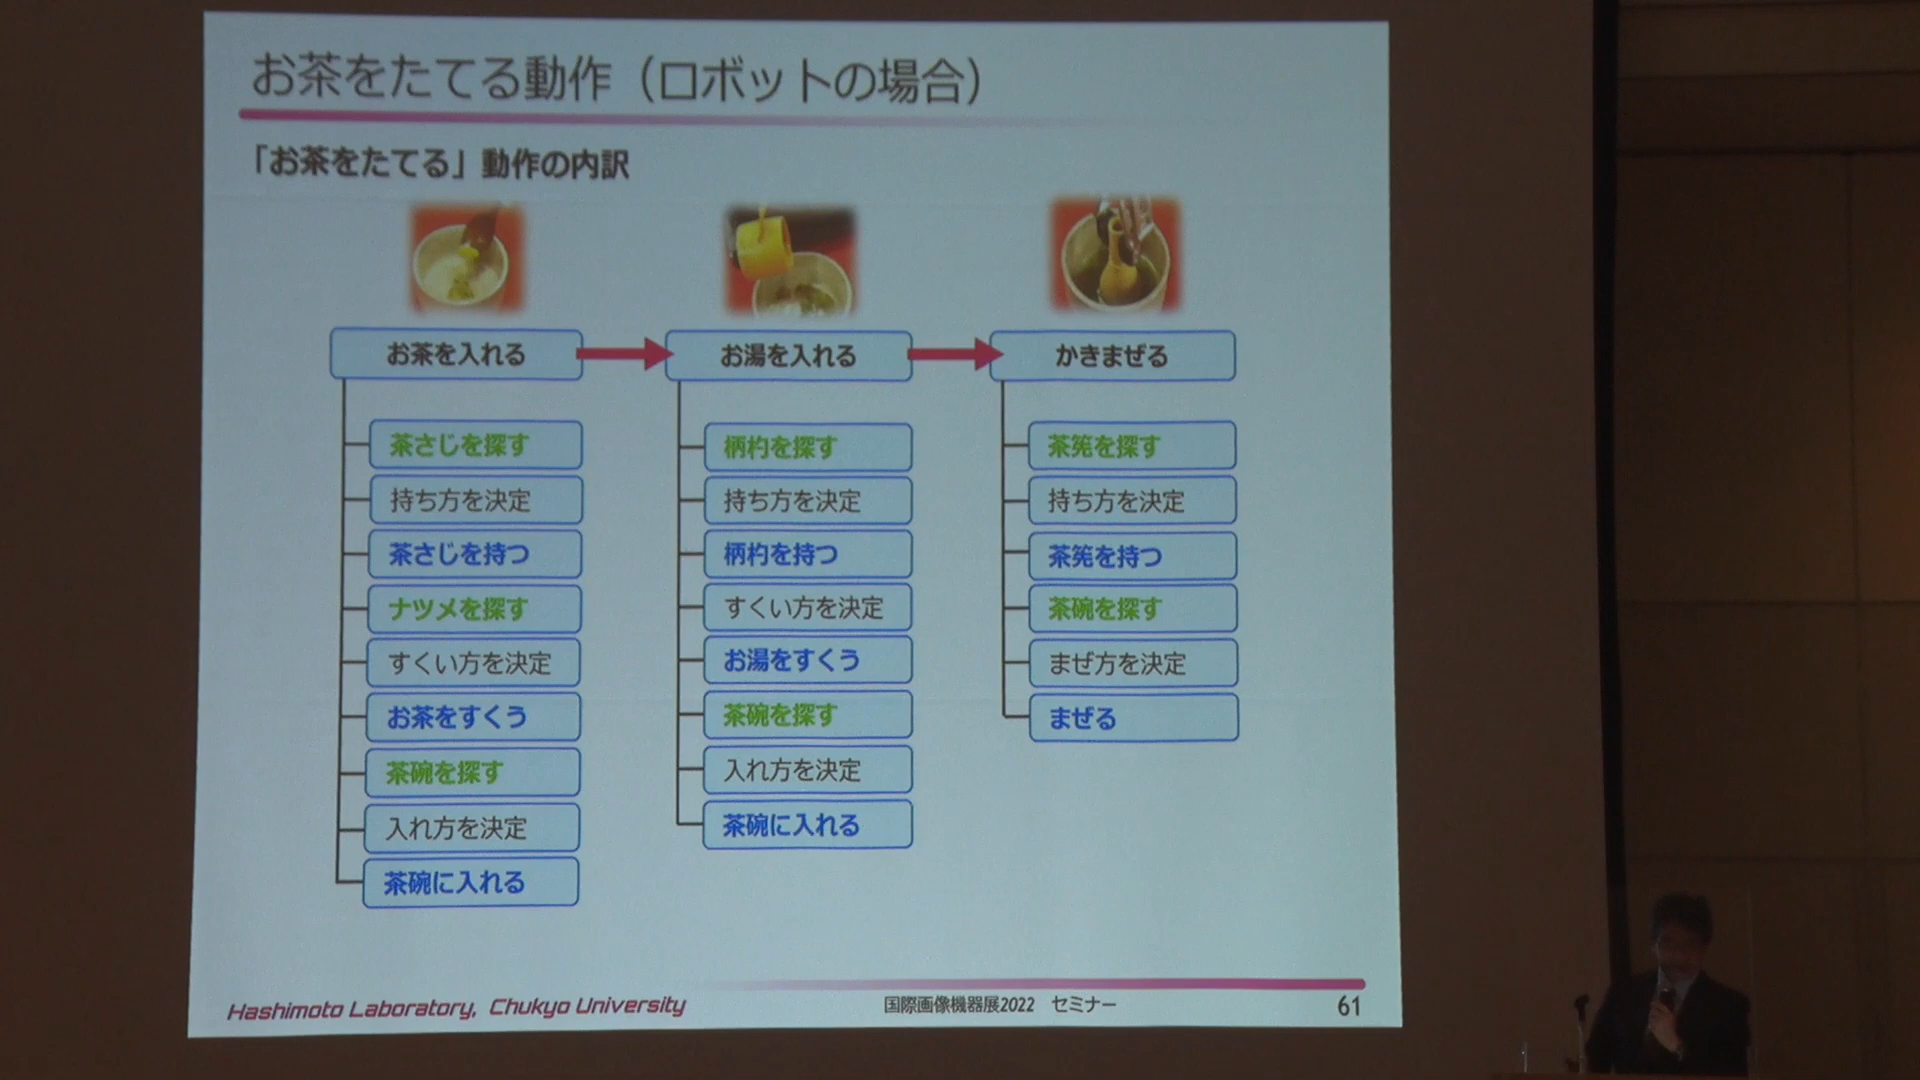 お茶をたてる動作（ロボットの場合）
「お茶をたてる」動作の内訳
お茶を入れる
茶さじを探す
持ち方を決定
茶さじを持つ
ナツメを探す
すくい方を決定
お茶をすくう
茶碗を探す
入れ方を決定
茶碗に入れる
お湯を入れる
柄杓を探す
持ち方を決定
柄杓を持つ
すくい方を決定
お湯をすくう
茶碗を探す
入れ方を決定
茶碗に入れる
かきまぜる
茶筅を探す
持ち方を決定
茶筅を持つ
茶碗を探す
まぜ方を決定
まぜる
Hashimoto Laboratory, Chukyo University
国際画像機器展2022 セミナー
61